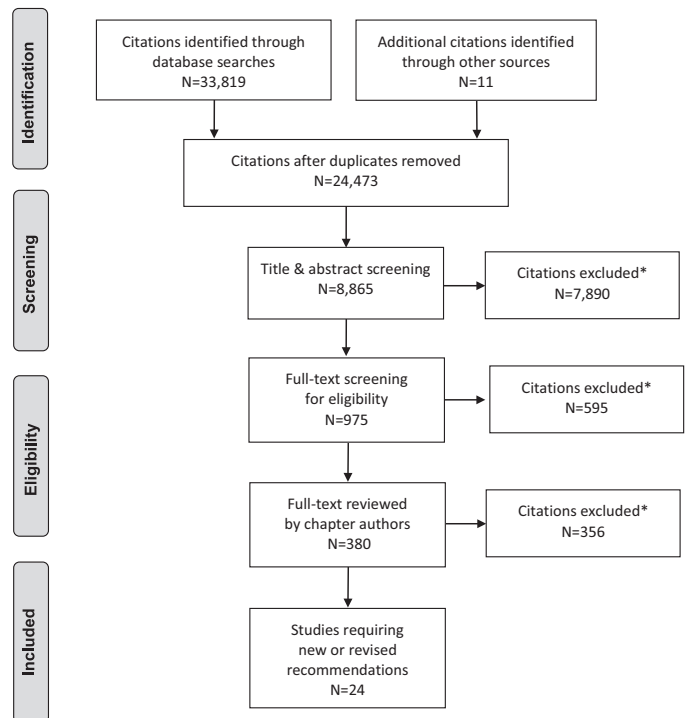 Identification
Citations identified through
database searches
N=33,819
Additional citations identified
through other sources
N=11
Citations after duplicates removed
N=24,473
Screening
Title & abstract screening
N=8,865
Citations excluded*
N=7,890
Eligibility
Full-text screening
for eligibility
N=975
Citations excluded*
N=595
Full-text reviewed
by chapter authors
N=380
Citations excluded*
N=356
Included
Studies requiring
new or revised
recommendations
N=24